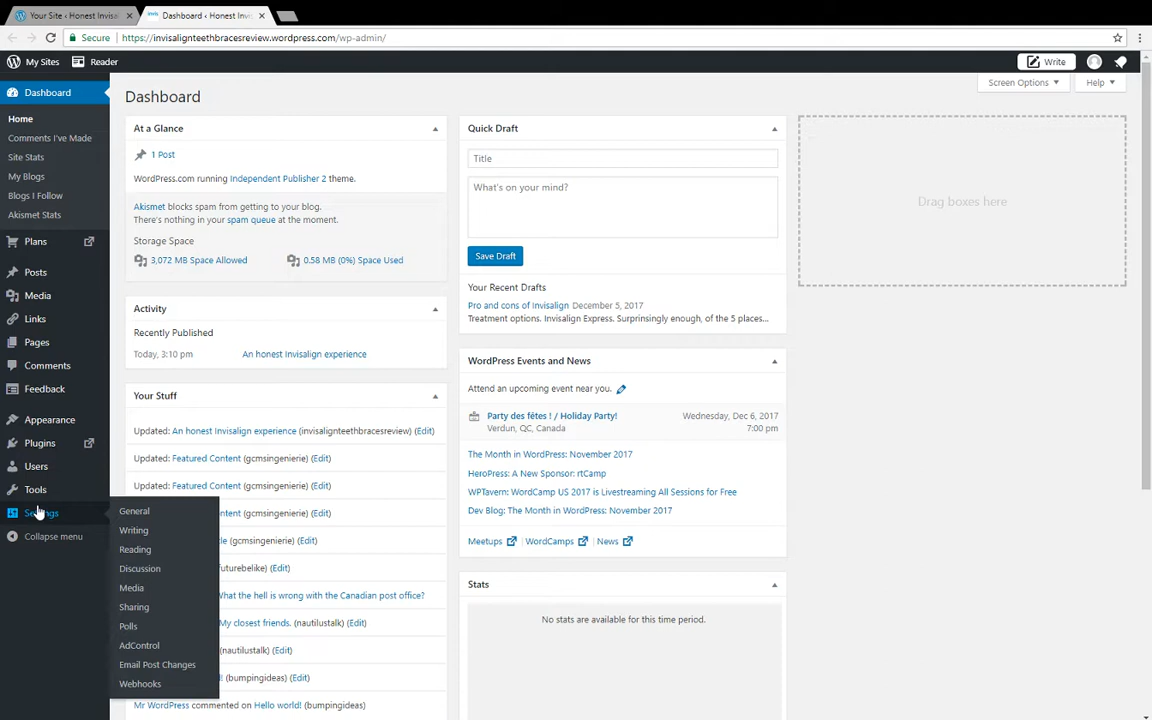 Your Site ‹ Honest Invisal
Dashboard ‹ Honest Invi
Secure
https://invisalignteethbracesreview.wordpress.com/wp-admin/
My Sites
Reader
Write
Dashboard
Home
Comments I've Made
Site Stats
My Blogs
Blogs I Follow
Akismet Stats
Plans
Posts
Media
Links
Pages
Comments
Feedback
Appearance
Plugins
Users
Tools
Collapse menu
General
Writing
Reading
Discussion
Media
Sharing
Polls
AdControl
Email Post Changes
Webhooks
Dashboard
Screen Options
Help
At a Glance
1 Post
WordPress.com running Independent Publisher 2 theme.
Akismet blocks spam from getting to your blog.
There's nothing in your spam queue at the moment.
Storage Space
3,072 MB Space Allowed
0.58 MB (0%) Space Used
Activity
Recently Published
Today, 3:10 pm
An honest Invisalign experience
Your Stuff
Updated: An honest Invisalign experience (invisalignteethbracesreview) (Edit)
Updated: Featured Content (gcmsingenierie) (Edit)
Updated: Featured Content (gcmsingenierie) (Edit)
(gcmsingenierie) (Edit)
(gcmsingenierie) (Edit)
(Edit)
What the hell is wrong with the Canadian post office?
My closest friends. (nautilustalk) (Edit)
(nautilustalk) (Edit)
(bumpingideas) (Edit)
Mr WordPress commented on Hello world! (bumpingideas)
Quick Draft
Title
What's on your mind?
Save Draft
Your Recent Drafts
Pro and cons of Invisalign December 5, 2017
Treatment options. Invisalign Express. Surprinsingly enough, of the 5 places...
WordPress Events and News
Attend an upcoming event near you.
Party des fêtes ! / Holiday Party!
Wednesday, Dec 6, 2017
Verdun, QC, Canada
7:00 pm
The Month in WordPress: November 2017
HeroPress: A New Sponsor: rtCamp
WPTavern: WordCamp US 2017 is Livestreaming All Sessions for Free
Dev Blog: The Month in WordPress: November 2017
Meetups
WordCamps
News
Stats
No stats are available for this time period.
Drag boxes here